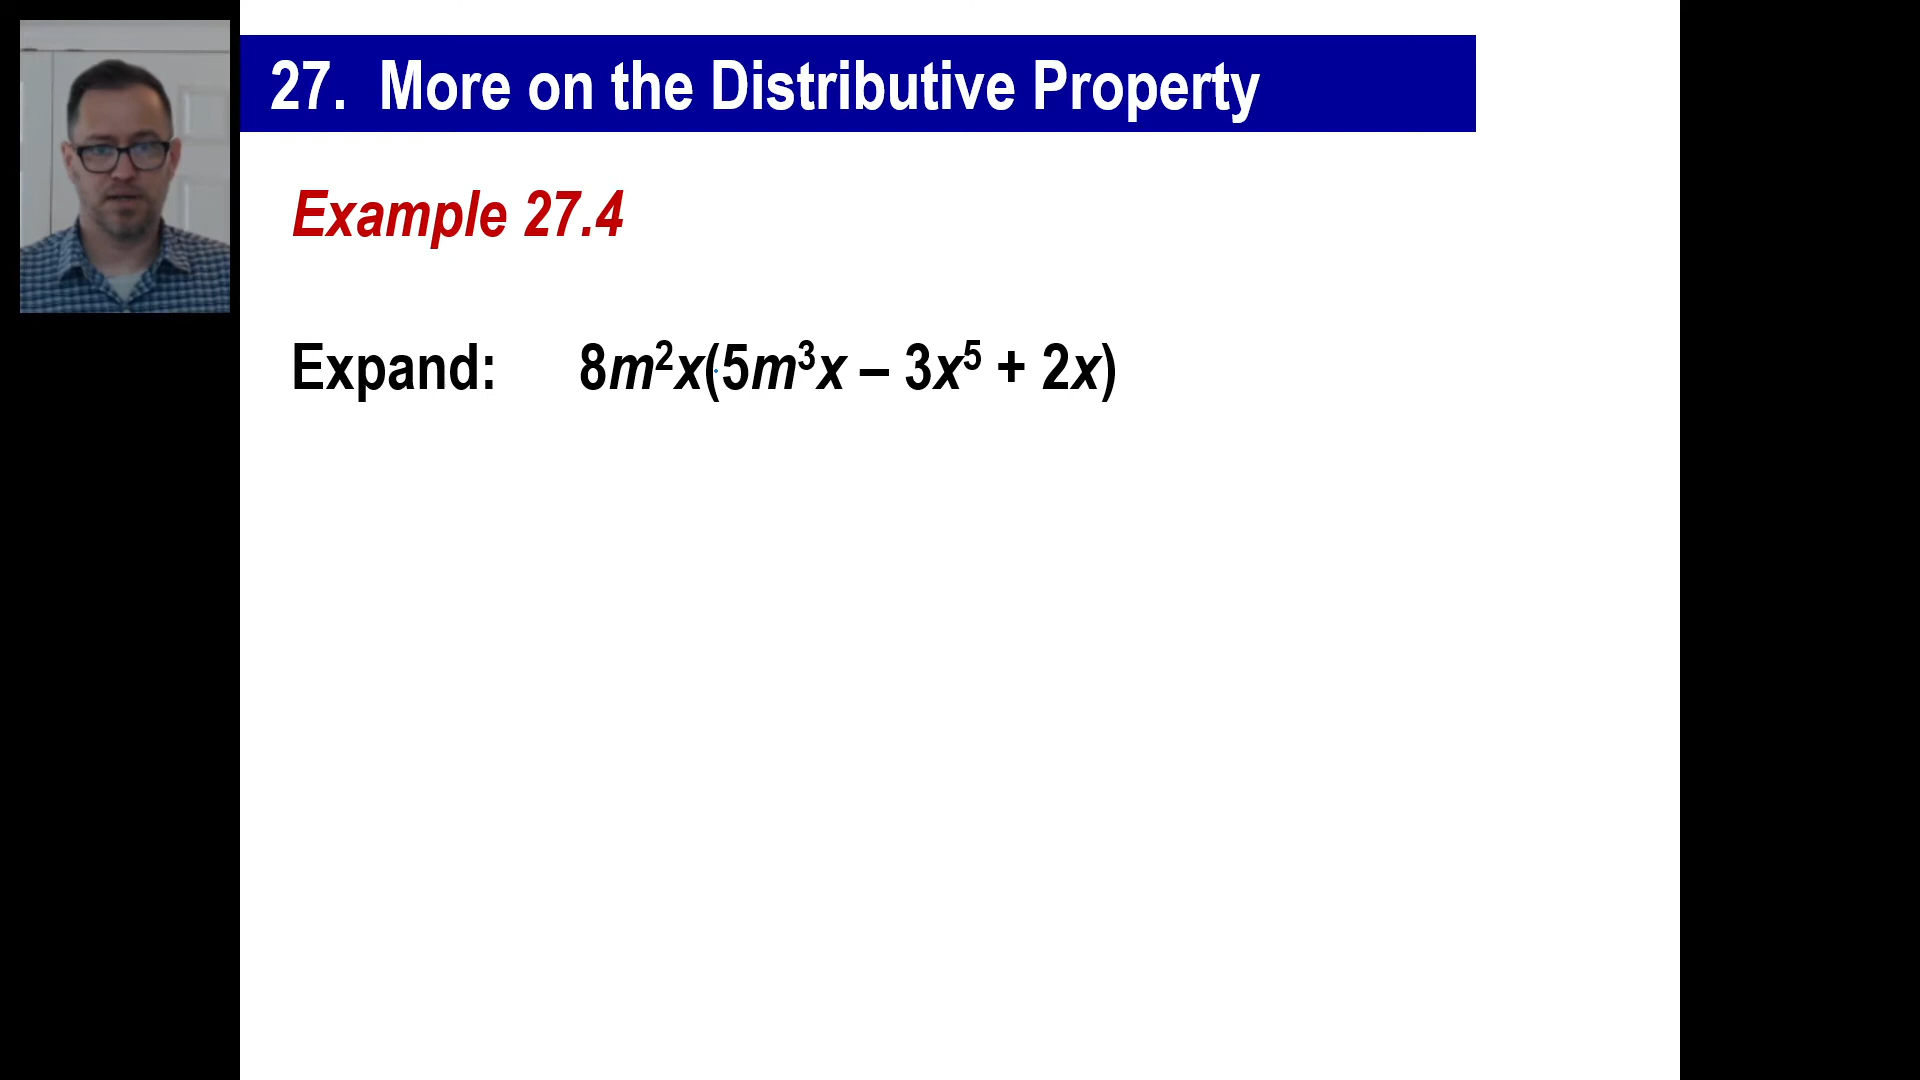 27. More on the Distributive Property
Example 27.4
Expand: 8m²x(5m³x – 3x⁵ + 2x)